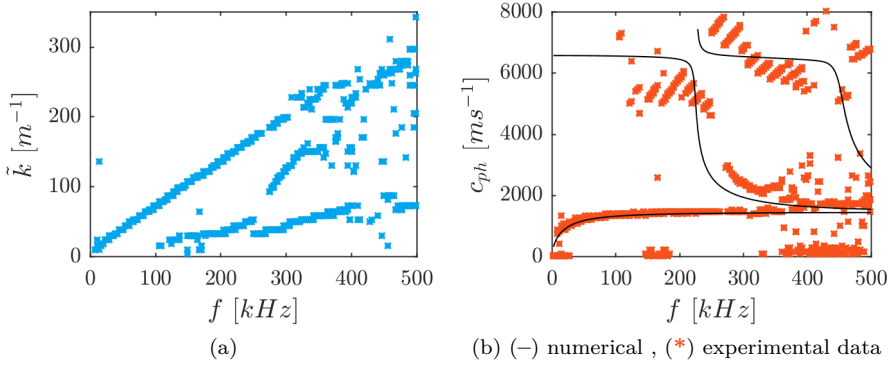 350
300
200
100
0
k̃ [m⁻¹]
0 100 200 300 400 500
f [kHz]
(a)
8000
6000
4000
2000
0
c_ph [ms⁻¹]
0 100 200 300 400 500
f [kHz]
(b) (–) numerical , (*) experimental data